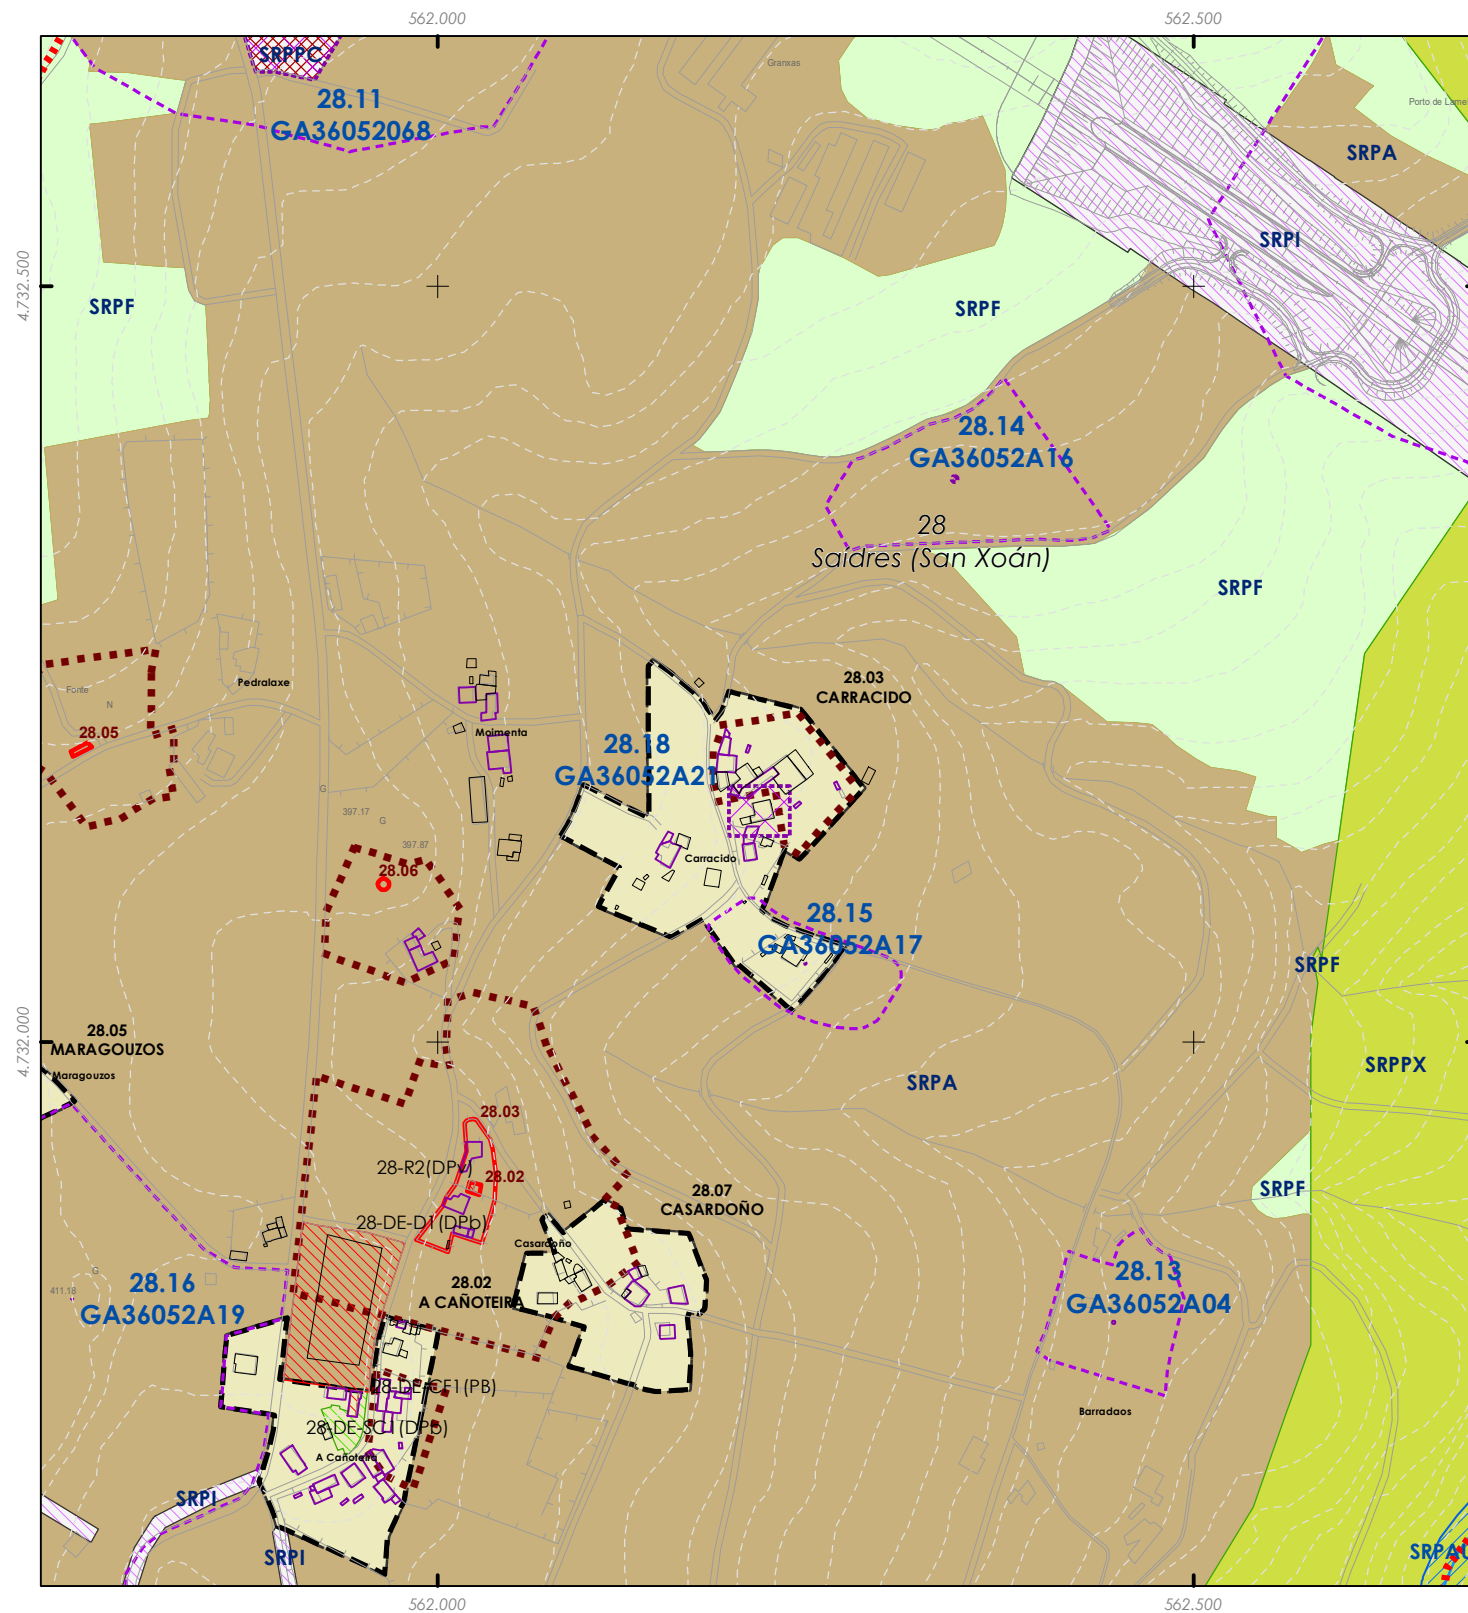 562.000
562.500
SRPPC
Granxas
28.11
GA36052068
Porto de Lame
SRPA
SRPI
4.732.500
SRPF
SRPF
28.14
GA36052A16
28
Saidres (San Xoán)
SRPF
Pedralaxe
28.03
CARRACIDO
Fonte
N
28.05
Moimenta
28.18
GA36052A21
G
397.17
G
397.87
Carracido
28.06
28.15
GA36052A17
SRPF
4.732.000
28.05
MARAGOUZOS
Maragouzos
SRPPX
SRPA
28.03
28-R2(DPv)
28.02
28.07
CASARDOÑO
SRPF
28-DE-D1(DPb)
Casardoño
G
411.18
28.16
GA36052A19
28.02
A CAÑOTEIRA
28.13
GA36052A04
28-DE-CF1(PB)
Barradaos
28-DE-SC1(DPb)
A Cañoteira
SRPI
SRPI
SRPAU
562.000
562.500